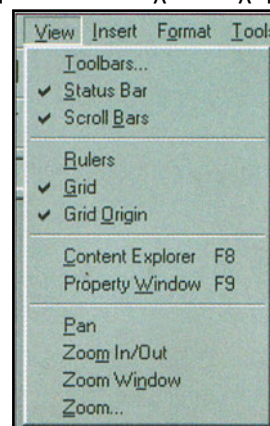 View Insert Format Tools
Toolbars...
✓ Status Bar
✓ Scroll Bars
Rulers
✓ Grid
✓ Grid Origin
Content Explorer F8
Property Window F9
Pan
Zoom In/Out
Zoom Window
Zoom...